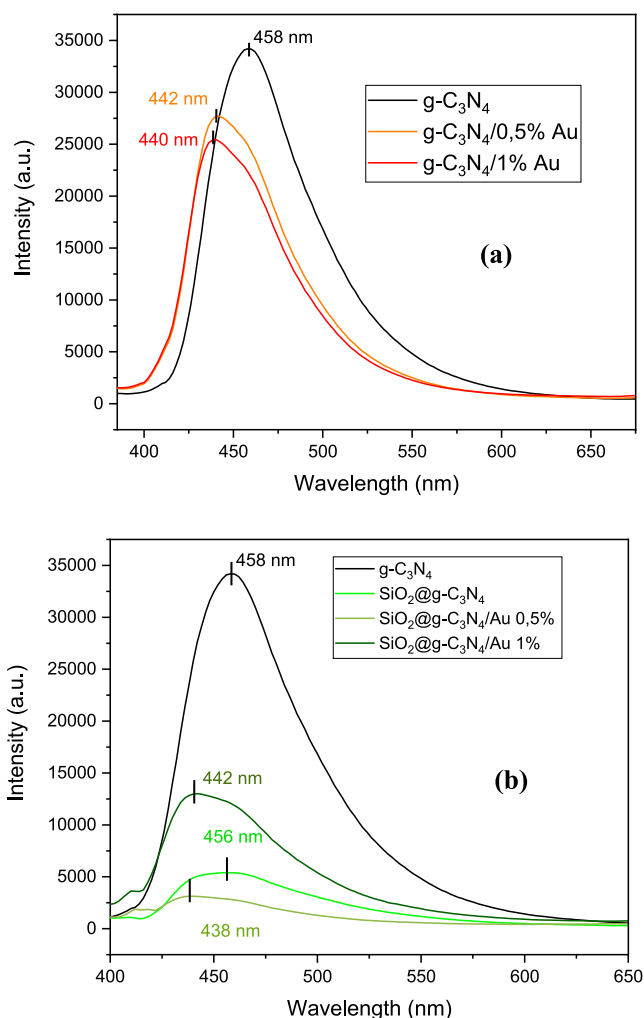 35000
30000
25000
20000
15000
10000
5000
0
Intensity (a.u.)
458 nm
442 nm
440 nm
g-C₃N₄
g-C₃N₄/0,5% Au
g-C₃N₄/1% Au
(a)
400 450 500 550 600 650
Wavelength (nm)
35000
30000
25000
20000
15000
10000
5000
0
Intensity (a.u.)
458 nm
g-C₃N₄
SiO₂@g-C₃N₄
SiO₂@g-C₃N₄/Au 0,5%
SiO₂@g-C₃N₄/Au 1%
442 nm
(b)
456 nm
438 nm
400 450 500 550 600 650
Wavelength (nm)